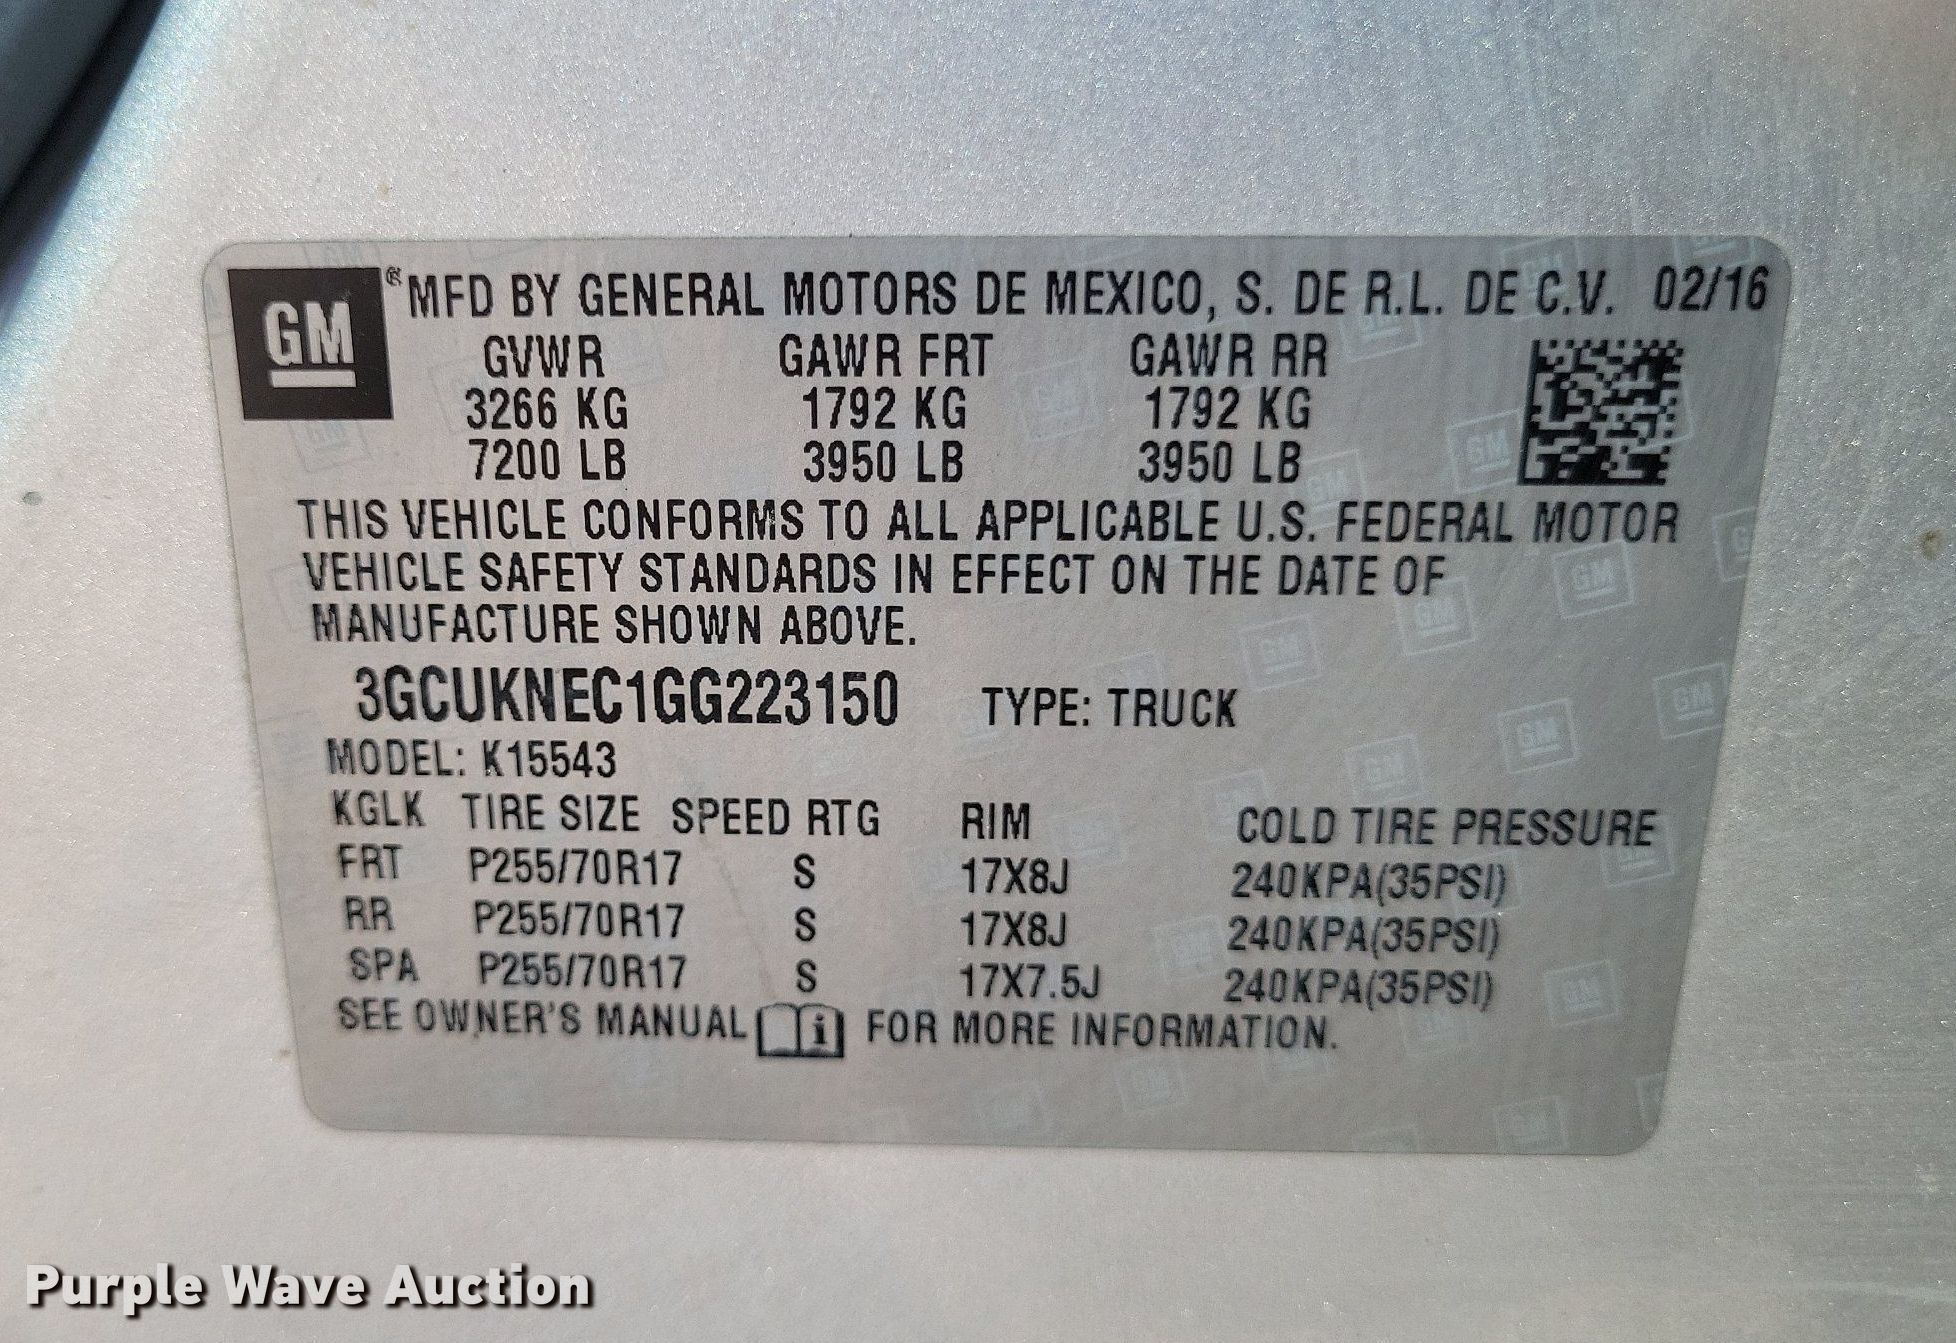 GM ® MFD BY GENERAL MOTORS DE MEXICO, S. DE R.L. DE C.V. 02/16
GVWR GAWR FRT GAWR RR
3266 KG 1792 KG 1792 KG
7200 LB 3950 LB 3950 LB
THIS VEHICLE CONFORMS TO ALL APPLICABLE U.S. FEDERAL MOTOR
VEHICLE SAFETY STANDARDS IN EFFECT ON THE DATE OF
MANUFACTURE SHOWN ABOVE.
3GCUKNEC1GG223150 TYPE: TRUCK
MODEL: K15543
KGLK TIRE SIZE SPEED RTG RIM COLD TIRE PRESSURE
FRT P255/70R17 S 17X8J 240KPA(35PSI)
RR P255/70R17 S 17X8J 240KPA(35PSI)
SPA P255/70R17 S 17X7.5J 240KPA(35PSI)
SEE OWNER'S MANUAL i FOR MORE INFORMATION.
Purple Wave Auction